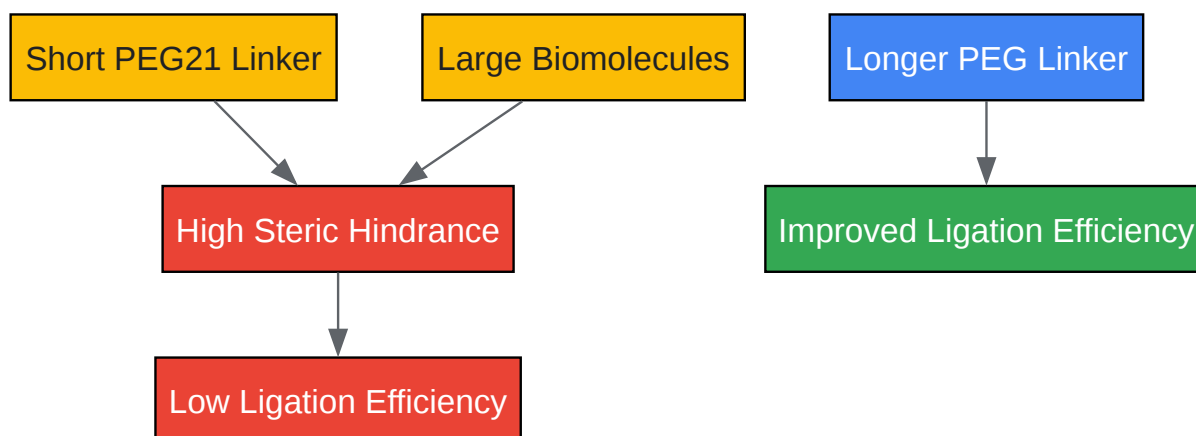 Short PEG21 Linker
Large Biomolecules
Longer PEG Linker
High Steric Hindrance
Improved Ligation Efficiency
Low Ligation Efficiency